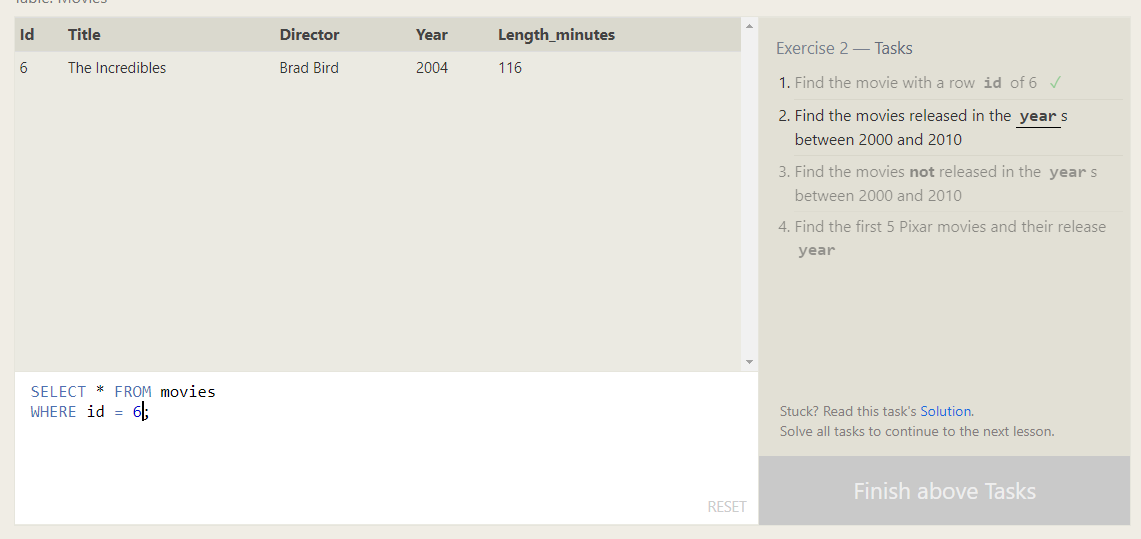 Table: Movies
Id Title Director Year Length_minutes
6 The Incredibles Brad Bird 2004 116
SELECT * FROM movies
WHERE id = 6;
RESET
Exercise 2 — Tasks
1. Find the movie with a row id of 6 ✓
2. Find the movies released in the year s
between 2000 and 2010
3. Find the movies not released in the year s
between 2000 and 2010
4. Find the first 5 Pixar movies and their release
year
Stuck? Read this task's Solution.
Solve all tasks to continue to the next lesson.
Finish above Tasks